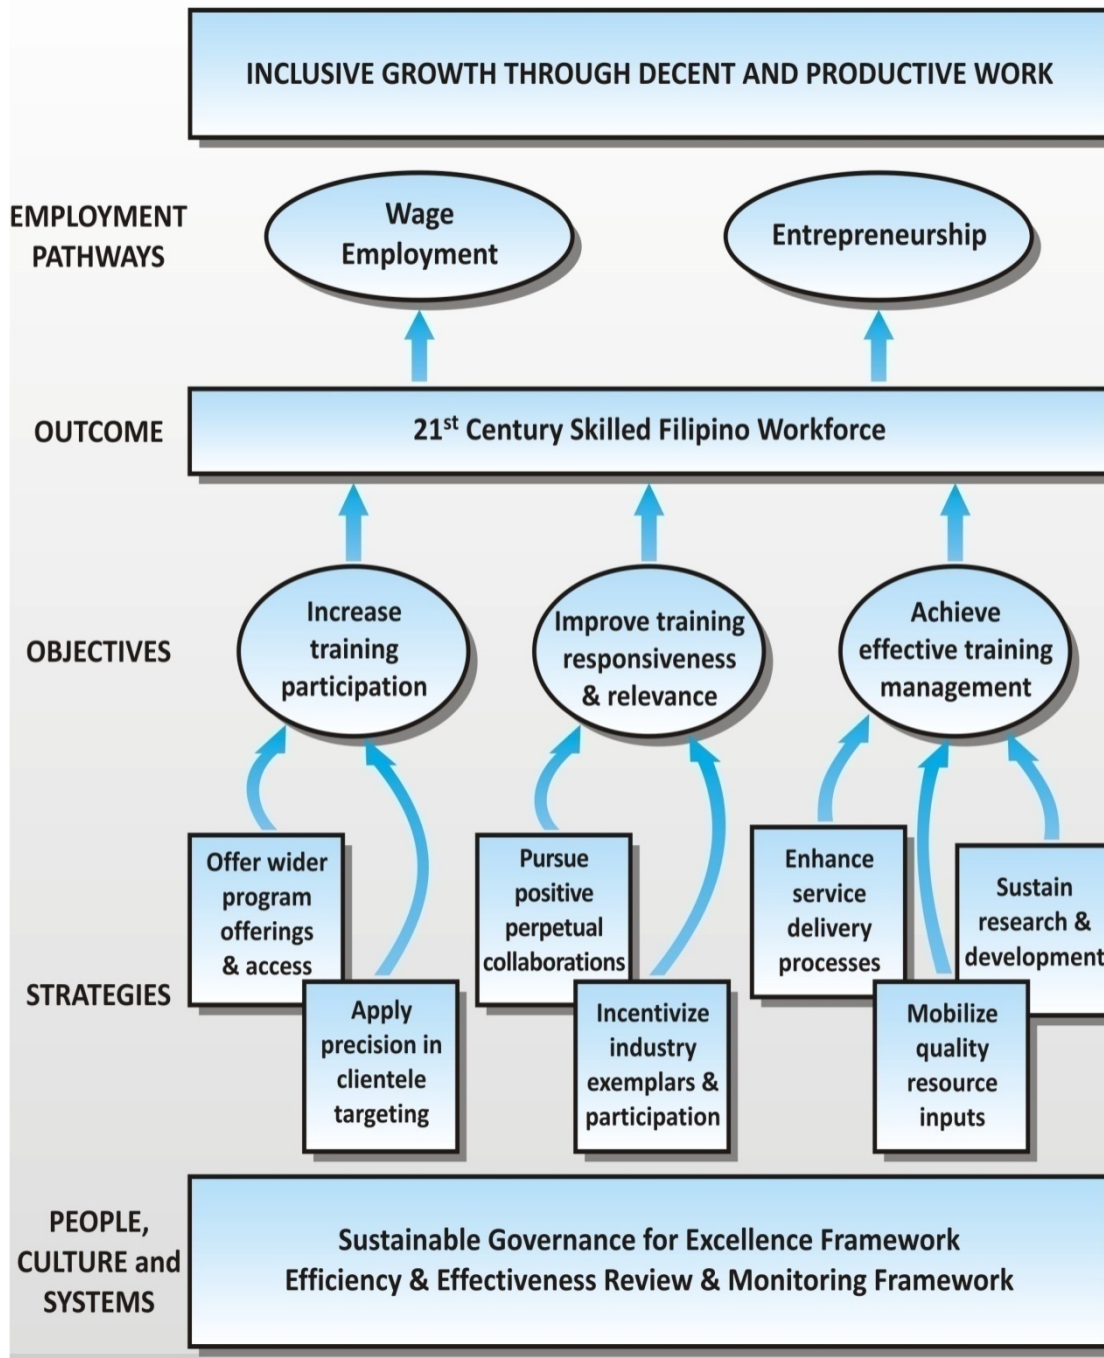 INCLUSIVE GROWTH THROUGH DECENT AND PRODUCTIVE WORK
EMPLOYMENT
PATHWAYS
Wage
Employment
Entrepreneurship
OUTCOME
21st Century Skilled Filipino Workforce
OBJECTIVES
Increase
training
participation
Improve training
responsiveness
& relevance
Achieve
effective training
management
STRATEGIES
Offer wider
program
offerings
& access
Apply
precision in
clientele
targeting
Pursue
positive
perpetual
collaborations
Incentivize
industry
exemplars &
participation
Enhance
service
delivery
processes
Mobilize
quality
resource
inputs
Sustain
research &
development
PEOPLE,
CULTURE and
SYSTEMS
Sustainable Governance for Excellence Framework
Efficiency & Effectiveness Review & Monitoring Framework